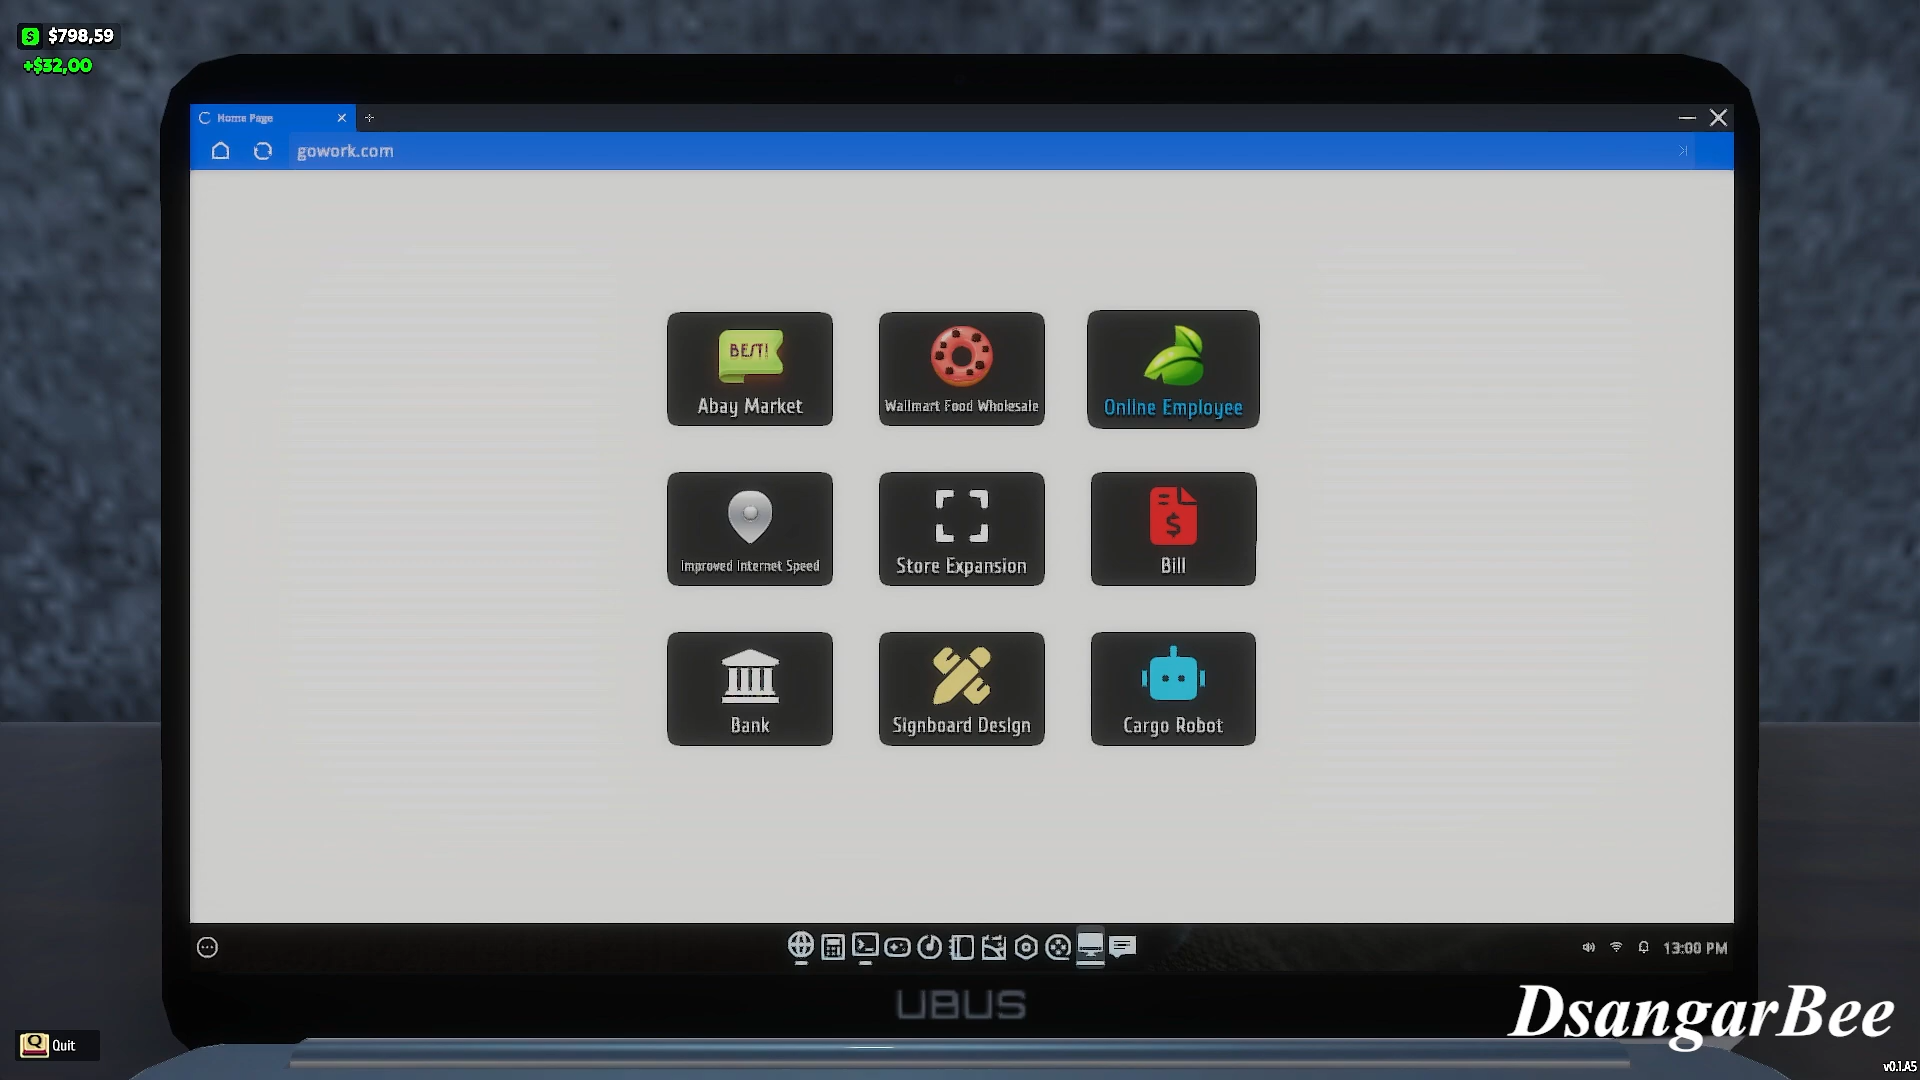 $798,59
+$32,00
Home Page
gowork.com
BEST!
Abay Market
Wallmart Food Wholesale
Online Employee
Improved Internet Speed
Store Expansion
Bill
Bank
Signboard Design
Cargo Robot
13:00 PM
UBUS
DsangarBee
Q Quit
v0.1.A5